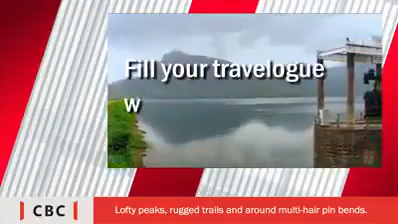 Fill your travelogue
w
CBC
Lofty peaks, rugged trails and around multi-hair pin bends.